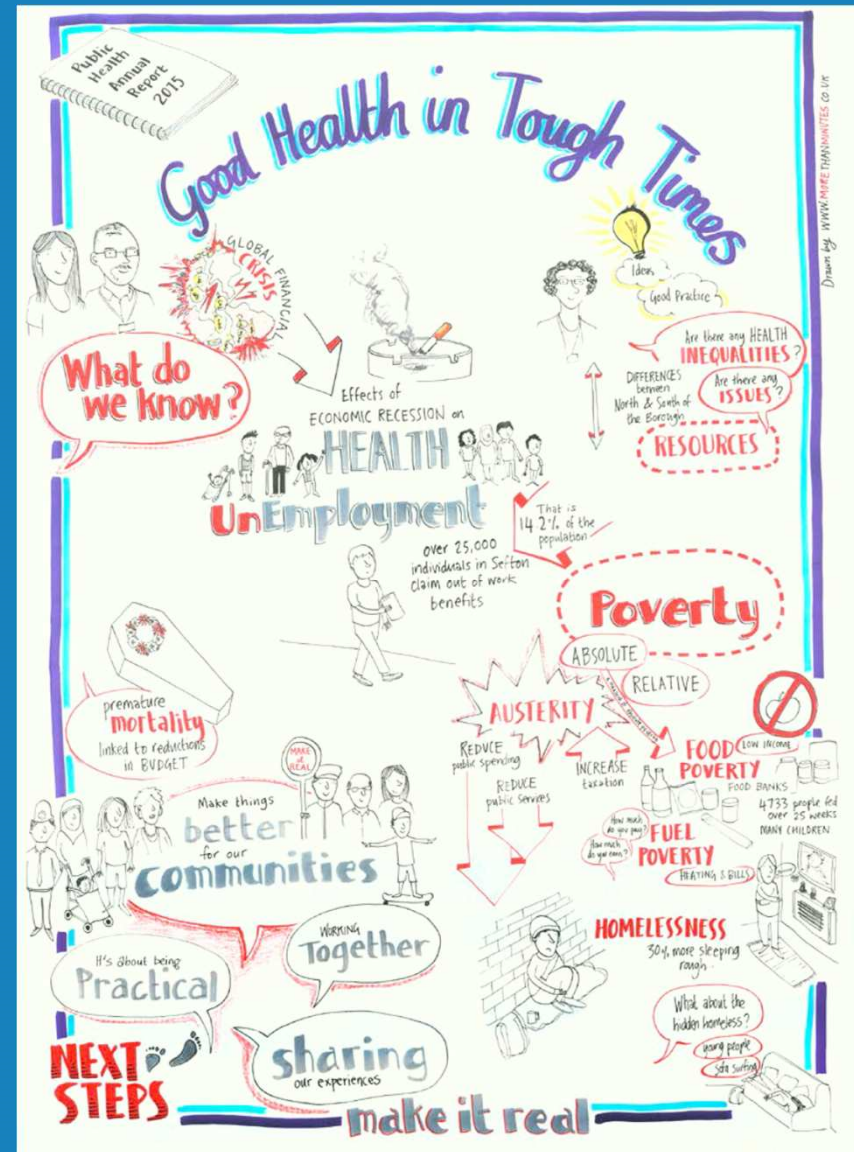 Public
Health
Annual
Report
2015
Good Health in Tough Times
Drawn by WWW.MORETHANMINUTES.CO.UK
GLOBAL FINANCIAL
CRISIS
Ideas
Good Practice
What do
we know?
Are there any HEALTH
INEQUALITIES?
DIFFERENCES
between
North & South of
the Borough
Are there any
ISSUES?
RESOURCES
Effects of
ECONOMIC RECESSION on
HEALTH
UnEmployment
That is
14.2% of the
population
over 25,000
individuals in Sefton
claim out of work
benefits
Poverty
ABSOLUTE
RELATIVE
AUSTERITY
REDUCE
public spending
REDUCE
public services
INCREASE
taxation
premature
mortality
linked to reductions
in BUDGET
FOOD
POVERTY
LOW INCOME
FOOD BANKS
4733 people fed
over 25 weeks
MANY CHILDREN
How much
do you pay?
How much
do you earn?
FUEL
POVERTY
HEATING & BILLS
MAKE
it
REAL
Make things
better
for our
communities
HOMELESSNESS
30% more sleeping
rough
It's about being
Practical
WORKING
Together
What about the
hidden homeless?
young people
sofa surfing
sharing
our experiences
NEXT
STEPS
make it real